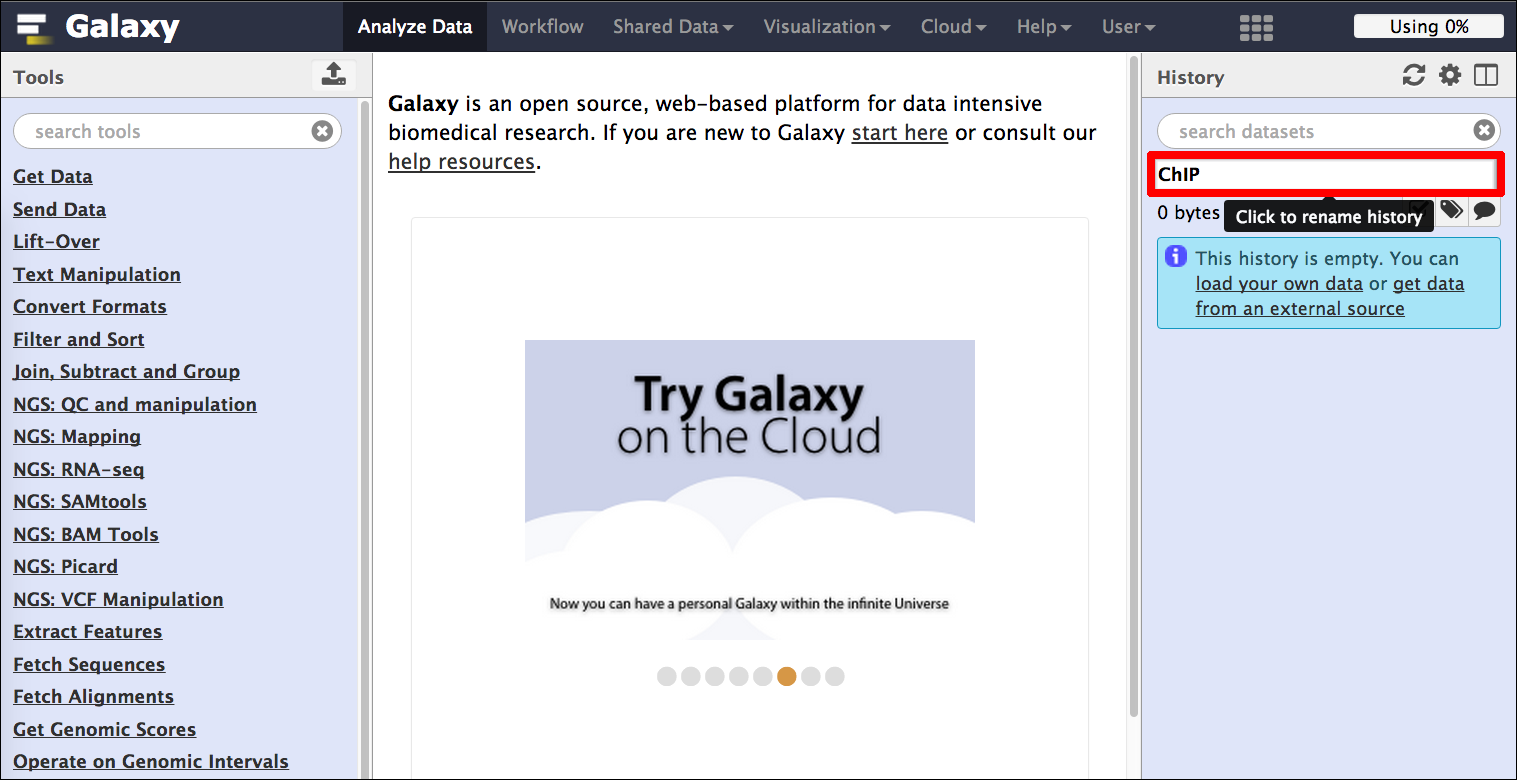 Galaxy
Analyze Data
Workflow
Shared Data
Visualization
Cloud
Help
User
Using 0%
Tools
search tools
Get Data
Send Data
Lift-Over
Text Manipulation
Convert Formats
Filter and Sort
Join, Subtract and Group
NGS: QC and manipulation
NGS: Mapping
NGS: RNA-seq
NGS: SAMtools
NGS: BAM Tools
NGS: Picard
NGS: VCF Manipulation
Extract Features
Fetch Sequences
Fetch Alignments
Get Genomic Scores
Operate on Genomic Intervals
Galaxy is an open source, web-based platform for data intensive
biomedical research. If you are new to Galaxy start here or consult our
help resources.
Try Galaxy
on the Cloud
Now you can have a personal Galaxy within the infinite Universe
History
search datasets
ChIP
0 bytes
Click to rename history
This history is empty. You can
load your own data or get data
from an external source